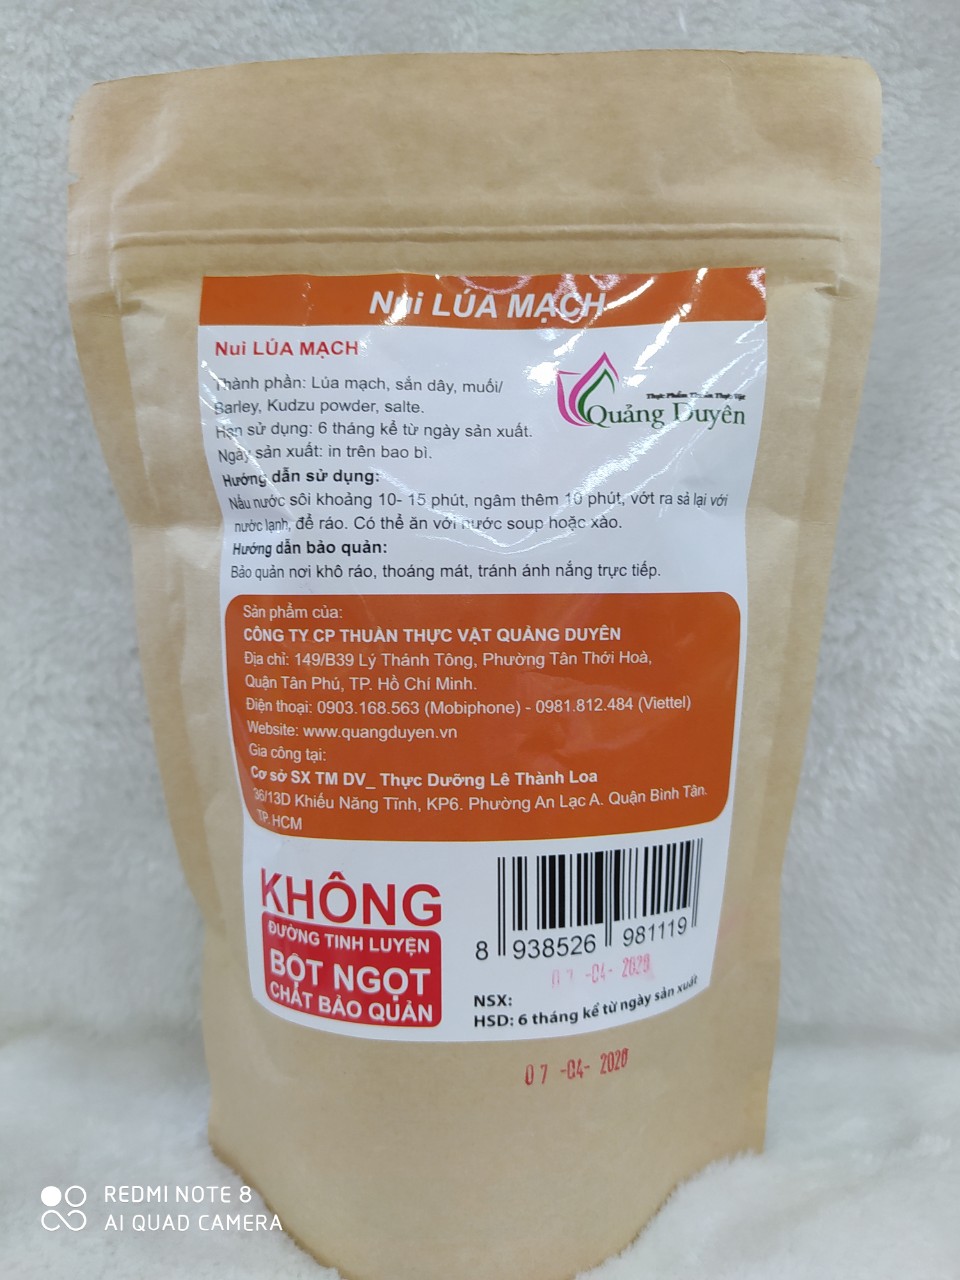 Nui LÚA MẠCH
Nui LÚA MẠCH
Thực Phẩm Thuần Thực Vật
Quảng Duyên
Thành phần: Lúa mạch, sắn dây, muối/
Barley, Kudzu powder, salte.
Hạn sử dụng: 6 tháng kể từ ngày sản xuất.
Ngày sản xuất: in trên bao bì.
Hướng dẫn sử dụng:
Nấu nước sôi khoảng 10- 15 phút, ngâm thêm 10 phút, vớt ra sả lại với
nước lạnh, để ráo. Có thể ăn với nước soup hoặc xào.
Hướng dẫn bảo quản:
Bảo quản nơi khô ráo, thoáng mát, tránh ánh nắng trực tiếp.
Sản phẩm của:
CÔNG TY CP THUẦN THỰC VẬT QUẢNG DUYÊN
Địa chỉ: 149/B39 Lý Thánh Tông, Phường Tân Thới Hoà,
Quận Tân Phú, TP. Hồ Chí Minh.
Điện thoại: 0903.168.563 (Mobiphone) - 0981.812.484 (Viettel)
Website: www.quangduyen.vn
Gia công tại:
Cơ sở SX TM DV_ Thực Dưỡng Lê Thành Loa
36/13D Khiếu Năng Tĩnh, KP6. Phường An Lạc A. Quận Bình Tân.
TP. HCM
KHÔNG
ĐƯỜNG TINH LUYỆN
BỘT NGỌT
CHẤT BẢO QUẢN
8 938526 981119
07 -04- 2020
NSX:
HSD: 6 tháng kể từ ngày sản xuất
07 -04- 2020
REDMI NOTE 8
AI QUAD CAMERA